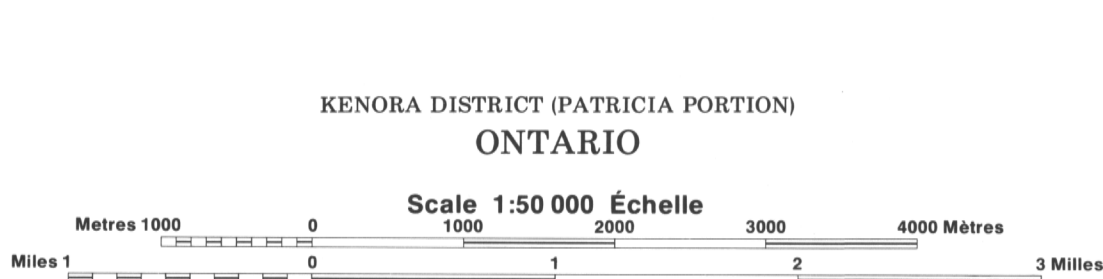 KENORA DISTRICT (PATRICIA PORTION)
ONTARIO
Scale 1:50 000 Échelle
Metres 1000 0 1000 2000 3000 4000 Mètres
Miles 1 0 1 2 3 Milles